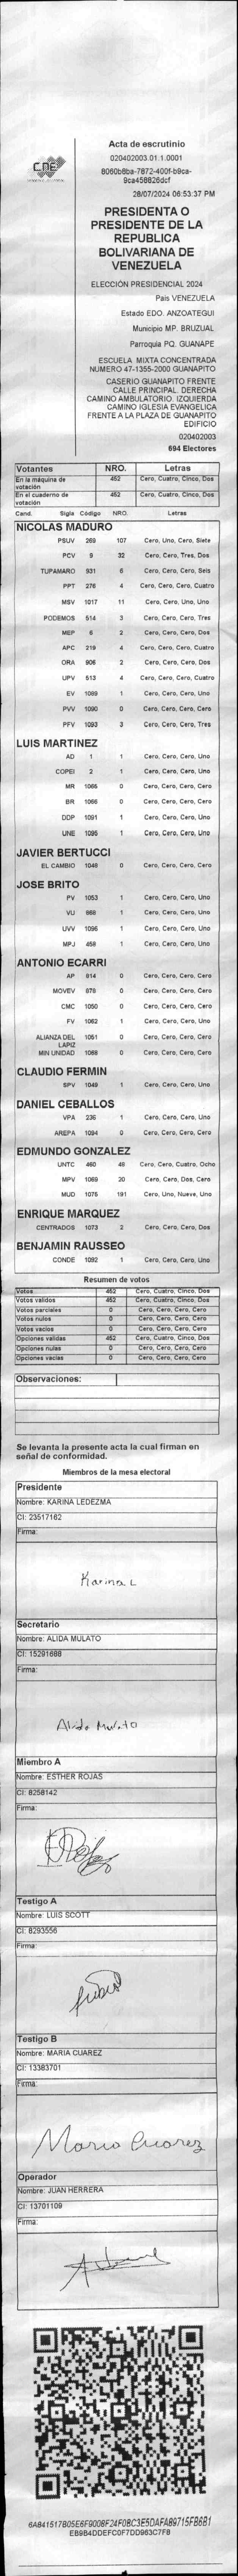 CNE
Acta de escrutinio
020402003.01.1.0001
8060b8ba-7872-400f-b9ca-
9ca458826dcf
28/07/2024 06:53:37 PM
PRESIDENTA O
PRESIDENTE DE LA
REPUBLICA
BOLIVARIANA DE
VENEZUELA
ELECCIÓN PRESIDENCIAL 2024
País VENEZUELA
Estado EDO. ANZOATEGUI
Municipio MP. BRUZUAL
Parroquia PQ. GUANAPE
ESCUELA MIXTA CONCENTRADA
NUMERO 47-1355-2000 GUANAPITO
CASERIO GUANAPITO FRENTE
CALLE PRINCIPAL. DERECHA
CAMINO AMBULATORIO. IZQUIERDA
CAMINO IGLESIA EVANGELICA
FRENTE A LA PLAZA DE GUANAPITO
EDIFICIO
020402003
694 Electores
Votantes NRO. Letras
En la máquina de votación 452 Cero, Cuatro, Cinco, Dos
En el cuaderno de votación 452 Cero, Cuatro, Cinco, Dos
Cand. Sigla Código NRO. Letras
NICOLAS MADURO
PSUV 269 107 Cero, Uno, Cero, Siete
PCV 9 32 Cero, Cero, Tres, Dos
TUPAMARO 931 6 Cero, Cero, Cero, Seis
PPT 276 4 Cero, Cero, Cero, Cuatro
MSV 1017 11 Cero, Cero, Uno, Uno
PODEMOS 514 3 Cero, Cero, Cero, Tres
MEP 6 2 Cero, Cero, Cero, Dos
APC 219 4 Cero, Cero, Cero, Cuatro
ORA 906 2 Cero, Cero, Cero, Dos
UPV 513 4 Cero, Cero, Cero, Cuatro
EV 1089 1 Cero, Cero, Cero, Uno
PVV 1090 0 Cero, Cero, Cero, Cero
PFV 1093 3 Cero, Cero, Cero, Tres
LUIS MARTINEZ
AD 1 1 Cero, Cero, Cero, Uno
COPEI 2 1 Cero, Cero, Cero, Uno
MR 1065 0 Cero, Cero, Cero, Cero
BR 1066 0 Cero, Cero, Cero, Cero
DDP 1091 1 Cero, Cero, Cero, Uno
UNE 1095 1 Cero, Cero, Cero, Uno
JAVIER BERTUCCI
EL CAMBIO 1048 0 Cero, Cero, Cero, Cero
JOSE BRITO
PV 1053 1 Cero, Cero, Cero, Uno
VU 868 1 Cero, Cero, Cero, Uno
UVV 1096 1 Cero, Cero, Cero, Uno
MPJ 458 1 Cero, Cero, Cero, Uno
ANTONIO ECARRI
AP 914 0 Cero, Cero, Cero, Cero
MOVEV 878 0 Cero, Cero, Cero, Cero
CMC 1050 0 Cero, Cero, Cero, Cero
FV 1062 1 Cero, Cero, Cero, Uno
ALIANZA DEL LAPIZ 1051 0 Cero, Cero, Cero, Cero
MIN UNIDAD 1068 0 Cero, Cero, Cero, Cero
CLAUDIO FERMIN
SPV 1049 1 Cero, Cero, Cero, Uno
DANIEL CEBALLOS
VPA 236 1 Cero, Cero, Cero, Uno
AREPA 1094 0 Cero, Cero, Cero, Cero
EDMUNDO GONZALEZ
UNTC 460 48 Cero, Cero, Cuatro, Ocho
MPV 1069 20 Cero, Cero, Dos, Cero
MUD 1075 191 Cero, Uno, Nueve, Uno
ENRIQUE MARQUEZ
CENTRADOS 1073 2 Cero, Cero, Cero, Dos
BENJAMIN RAUSSEO
CONDE 1092 1 Cero, Cero, Cero, Uno
Resumen de votos
Votos 452 Cero, Cuatro, Cinco, Dos
Votos validos 452 Cero, Cuatro, Cinco, Dos
Votos parciales 0 Cero, Cero, Cero, Cero
Votos nulos 0 Cero, Cero, Cero, Cero
Votos vacios 0 Cero, Cero, Cero, Cero
Opciones validas 452 Cero, Cuatro, Cinco, Dos
Opciones nulas 0 Cero, Cero, Cero, Cero
Opciones vacias 0 Cero, Cero, Cero, Cero
Observaciones:
Se levanta la presente acta la cual firman en
señal de conformidad.
Miembros de la mesa electoral
Presidente
Nombre: KARINA LEDEZMA
CI: 23517162
Firma:
Karina L
Secretario
Nombre: ALIDA MULATO
CI: 15291688
Firma:
Alida Mulato
Miembro A
Nombre: ESTHER ROJAS
CI: 8258142
Firma:
Testigo A
Nombre: LUIS SCOTT
CI: 8293556
Firma:
Testigo B
Nombre: MARIA CUAREZ
CI: 13383701
Firma:
Maria Cuarez
Operador
Nombre: JUAN HERRERA
CI: 13701109
Firma:
6A841517B05E6F9008F24F08C3E5DAFA89715FB6B1
EB9B4DDEFC0F7DD963C7FB